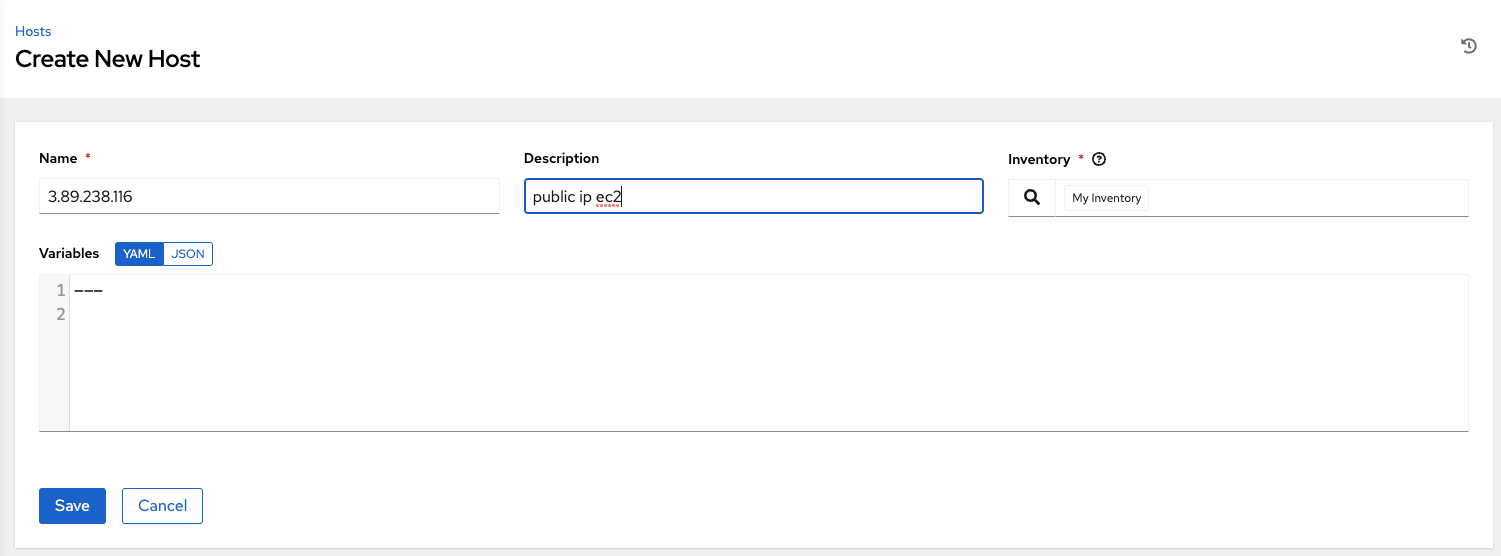 Hosts
Create New Host
Name * Description Inventory *
3.89.238.116 public ip ec2 My Inventory
Variables YAML JSON
1 ---
2
Save Cancel